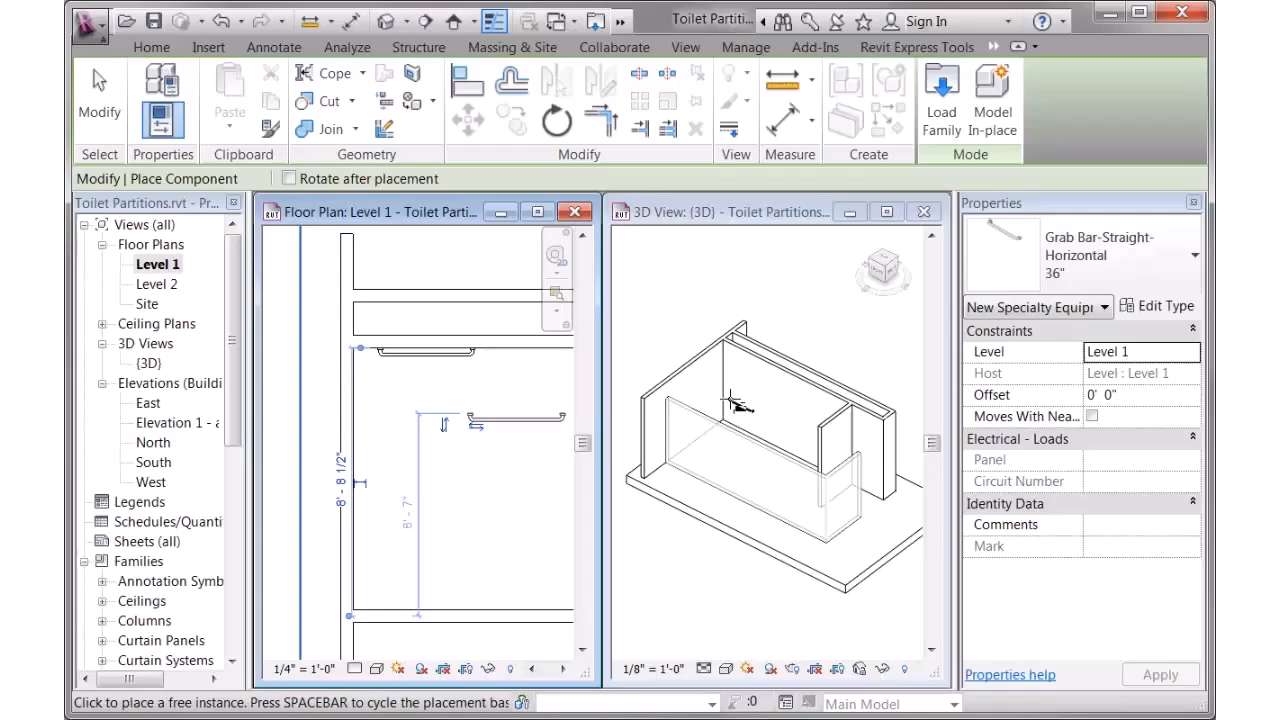 Toilet Partiti...
Sign In
Home Insert Annotate Analyze Structure Massing & Site Collaborate View Manage Add-Ins Revit Express Tools
Modify
Paste
Cope
Cut
Join
Load Family
Model In-place
Select Properties Clipboard Geometry Modify View Measure Create Mode
Modify | Place Component
Rotate after placement
Toilet Partitions.rvt - Pr...
Views (all)
Floor Plans
Level 1
Level 2
Site
Ceiling Plans
3D Views
{3D}
Elevations (Buildi
East
Elevation 1 - a
North
South
West
Legends
Schedules/Quanti
Sheets (all)
Families
Annotation Symb
Ceilings
Columns
Curtain Panels
Curtain Systems
Floor Plan: Level 1 - Toilet Parti...
8' - 8 1/2"
6' - 7"
1/4" = 1'-0"
3D View: {3D} - Toilet Partitions...
1/8" = 1'-0"
Properties
Grab Bar-Straight-
Horizontal
36"
New Specialty Equipr
Edit Type
Constraints
Level Level 1
Host Level : Level 1
Offset 0' 0"
Moves With Nea...
Electrical - Loads
Panel
Circuit Number
Identity Data
Comments
Mark
Properties help
Apply
Click to place a free instance. Press SPACEBAR to cycle the placement bas
:0
Main Model